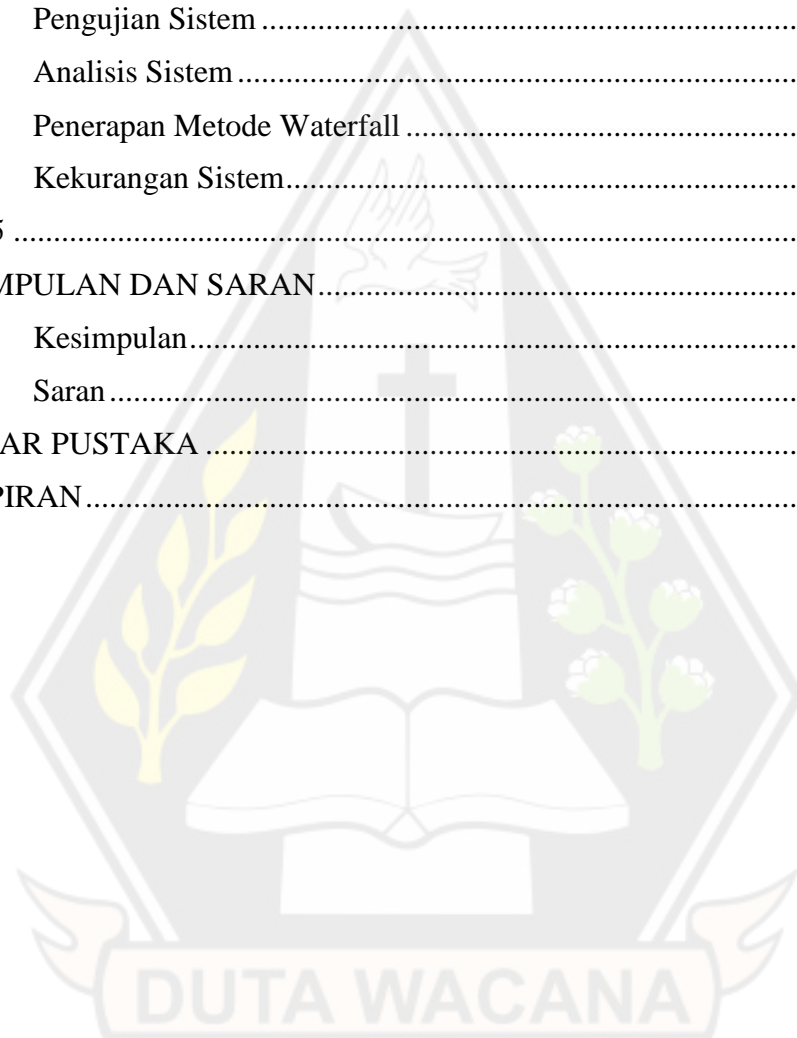 Pengujian Sistem ............................................................
Analisis Sistem ............................................................
Penerapan Metode Waterfall ............................................................
Kekurangan Sistem ............................................................
5 ............................................................
MPULAN DAN SARAN ............................................................
Kesimpulan ............................................................
Saran ............................................................
AR PUSTAKA ............................................................
PIRAN ............................................................
DUTA WACANA